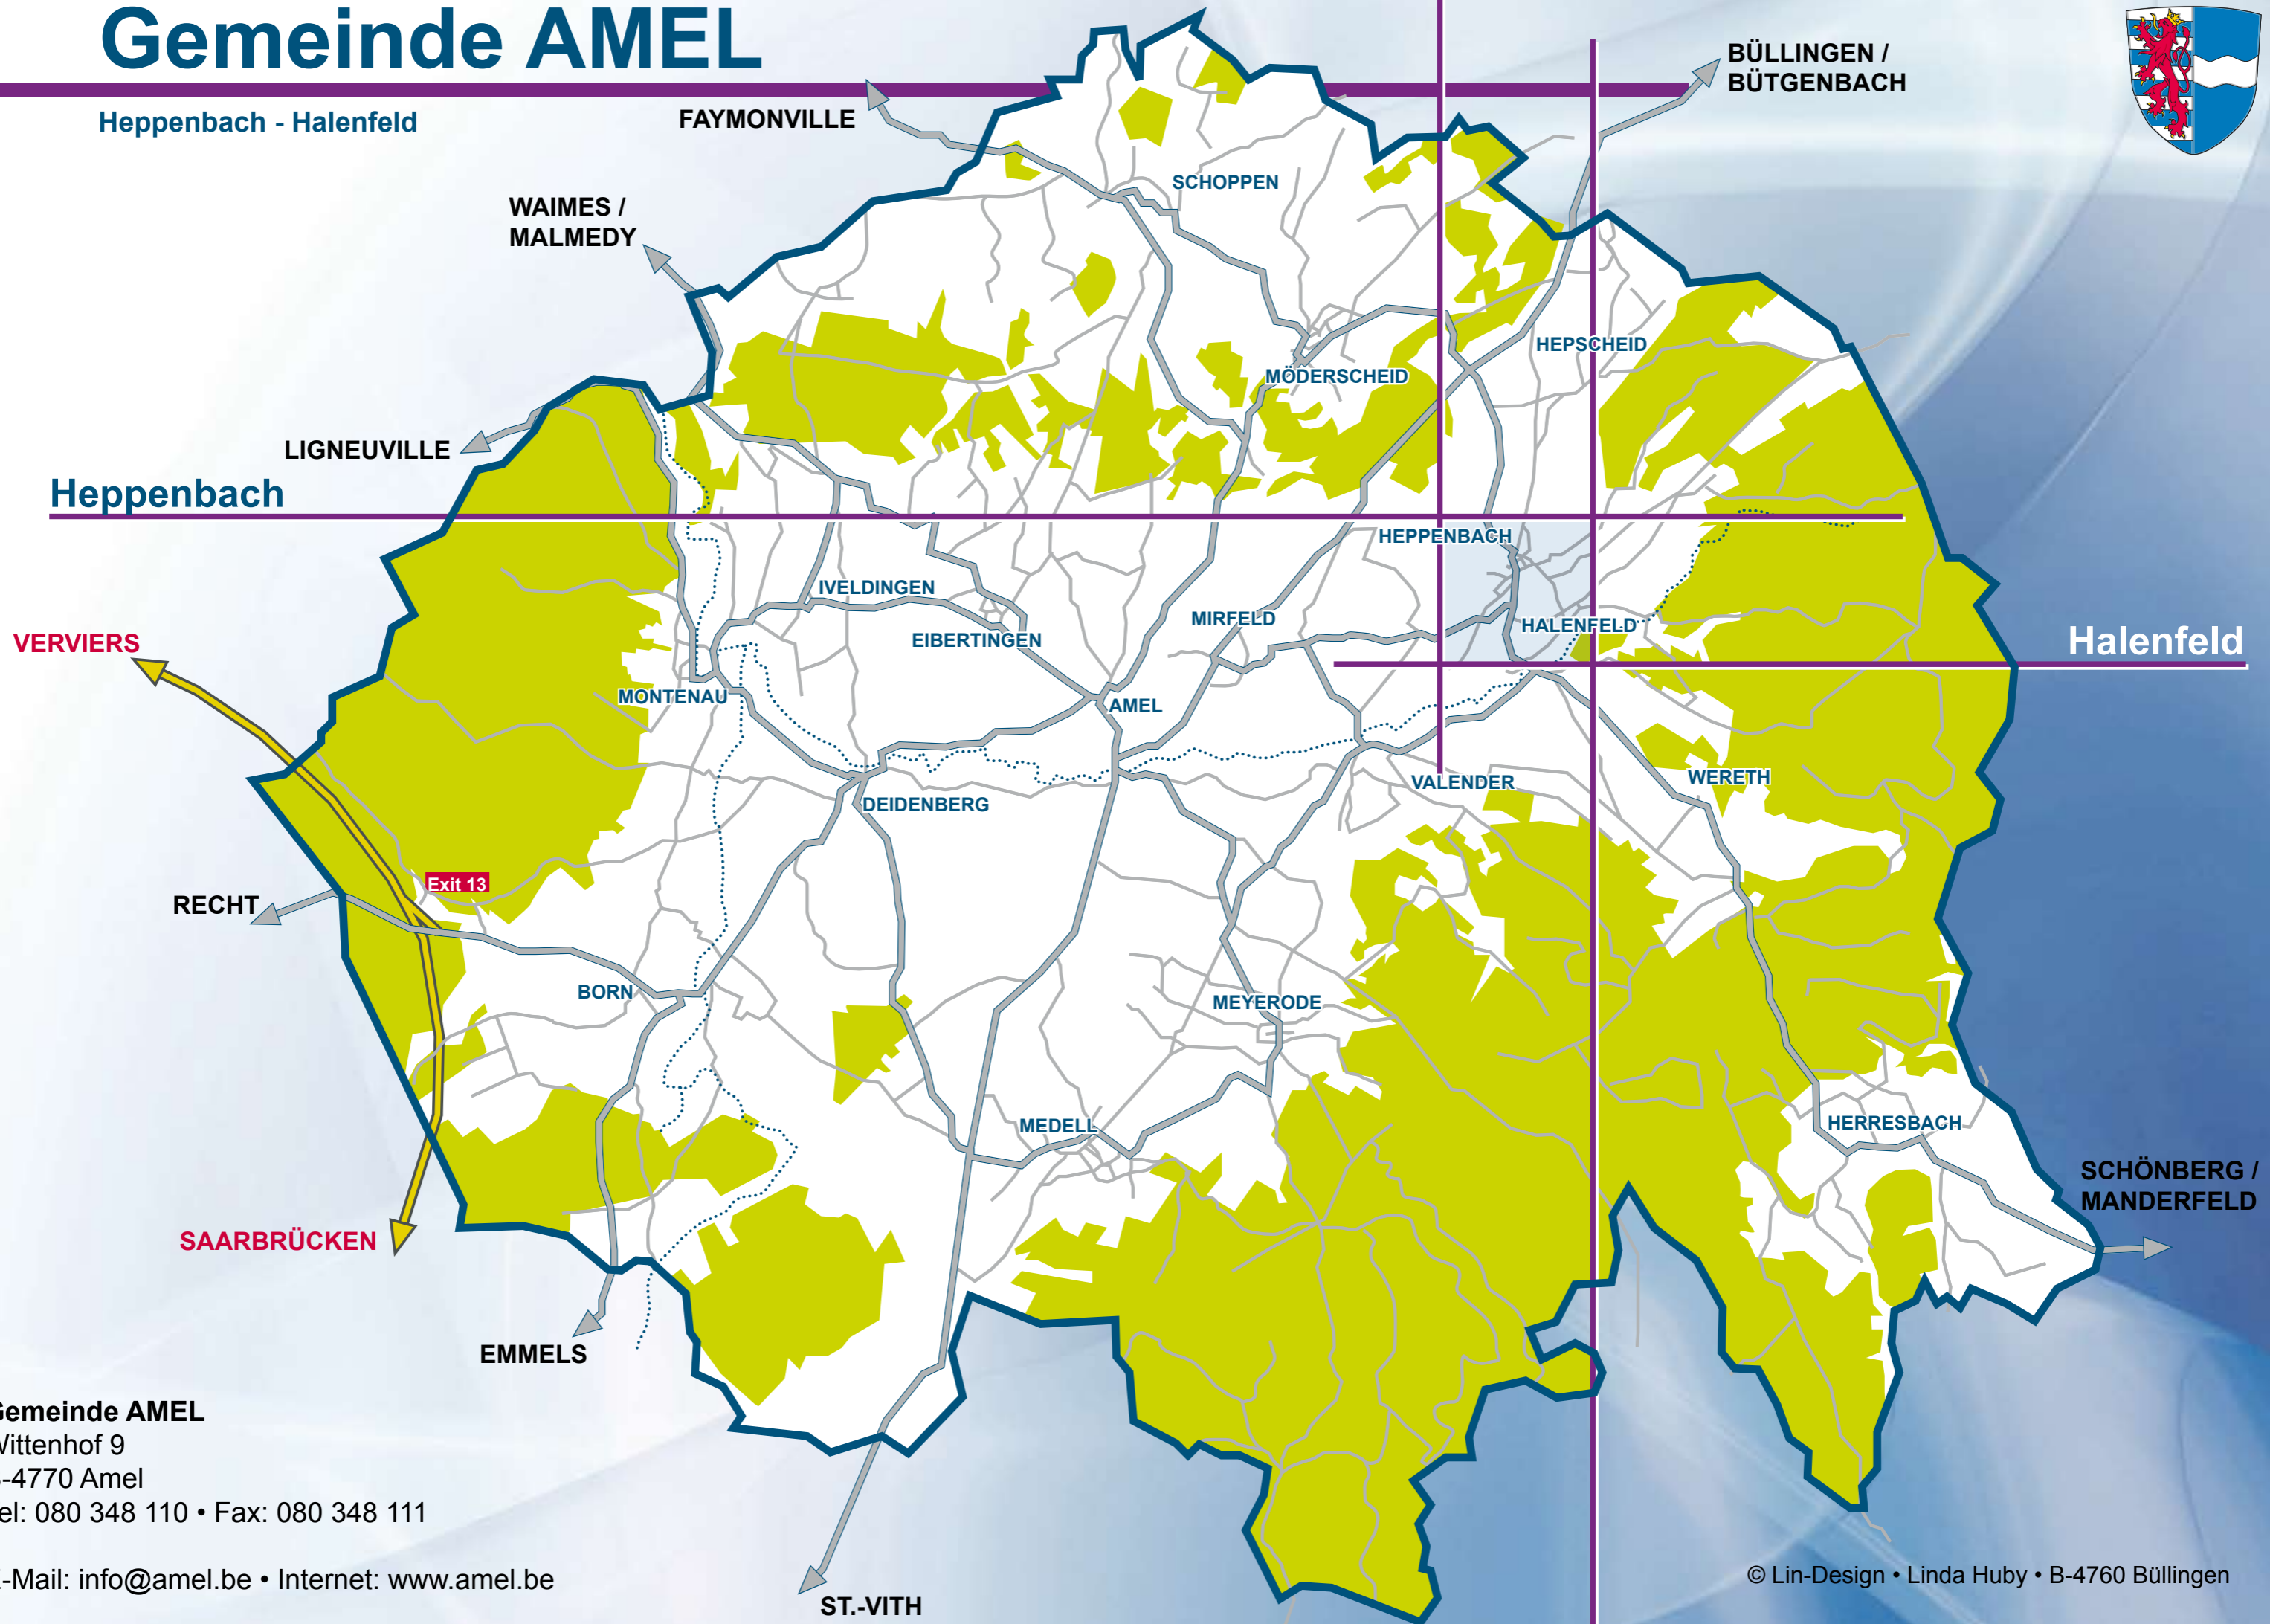 Gemeinde AMEL
Heppenbach - Halenfeld
BÜLLINGEN /
BÜTGENBACH
FAYMONVILLE
SCHOPPEN
WAIMES /
MALMEDY
HEPSCHEID
MÖDERSCHEID
LIGNEUVILLE
Heppenbach
HEPPENBACH
IVELDINGEN
MIRFELD
HALENFELD
EIBERTINGEN
VERVIERS
Halenfeld
MONTENAU
AMEL
WERETH
VALENDER
DEIDENBERG
Exit 13
RECHT
BORN
MEYERODE
MEDELL
HERRESBACH
SCHÖNBERG /
MANDERFELD
SAARBRÜCKEN
EMMELS
Gemeinde AMEL
Wittenhof 9
B-4770 Amel
Tel: 080 348 110 • Fax: 080 348 111
E-Mail: info@amel.be • Internet: www.amel.be
© Lin-Design • Linda Huby • B-4760 Büllingen
ST.-VITH